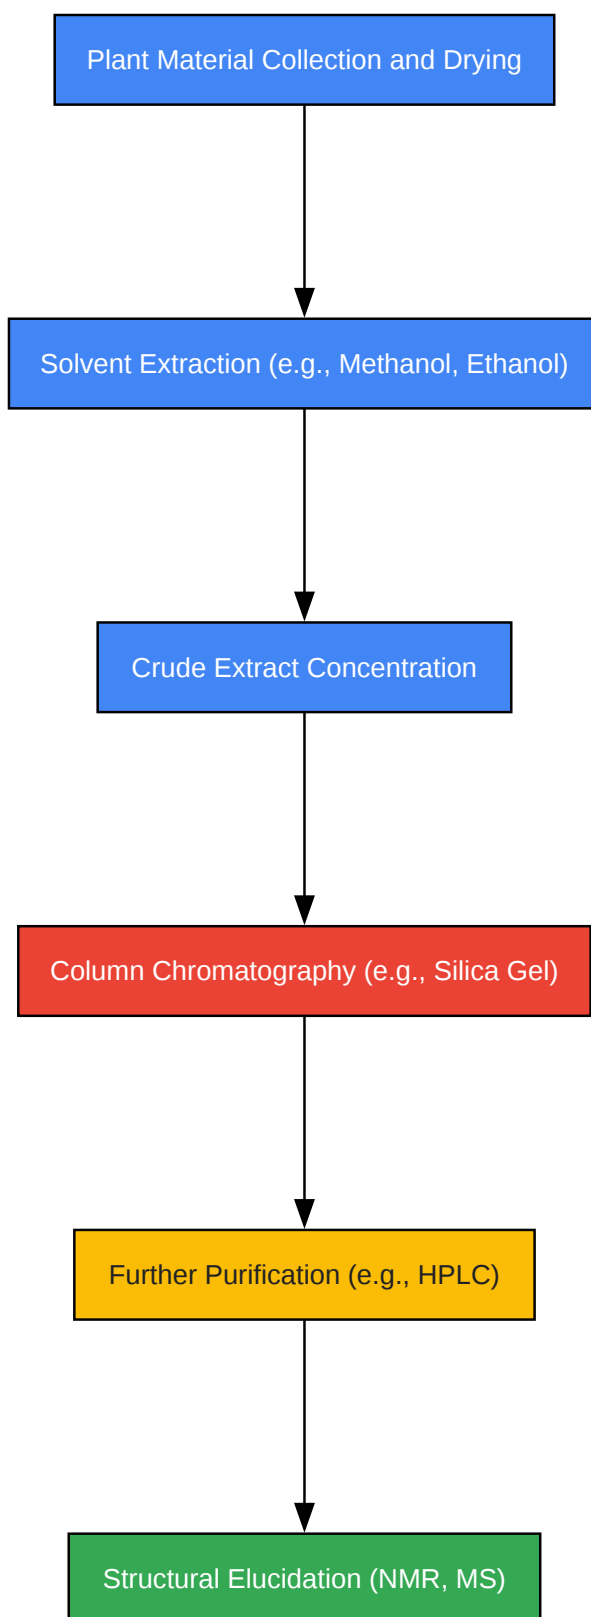 Plant Material Collection and Drying
Solvent Extraction (e.g., Methanol, Ethanol)
Crude Extract Concentration
Column Chromatography (e.g., Silica Gel)
Further Purification (e.g., HPLC)
Structural Elucidation (NMR, MS)